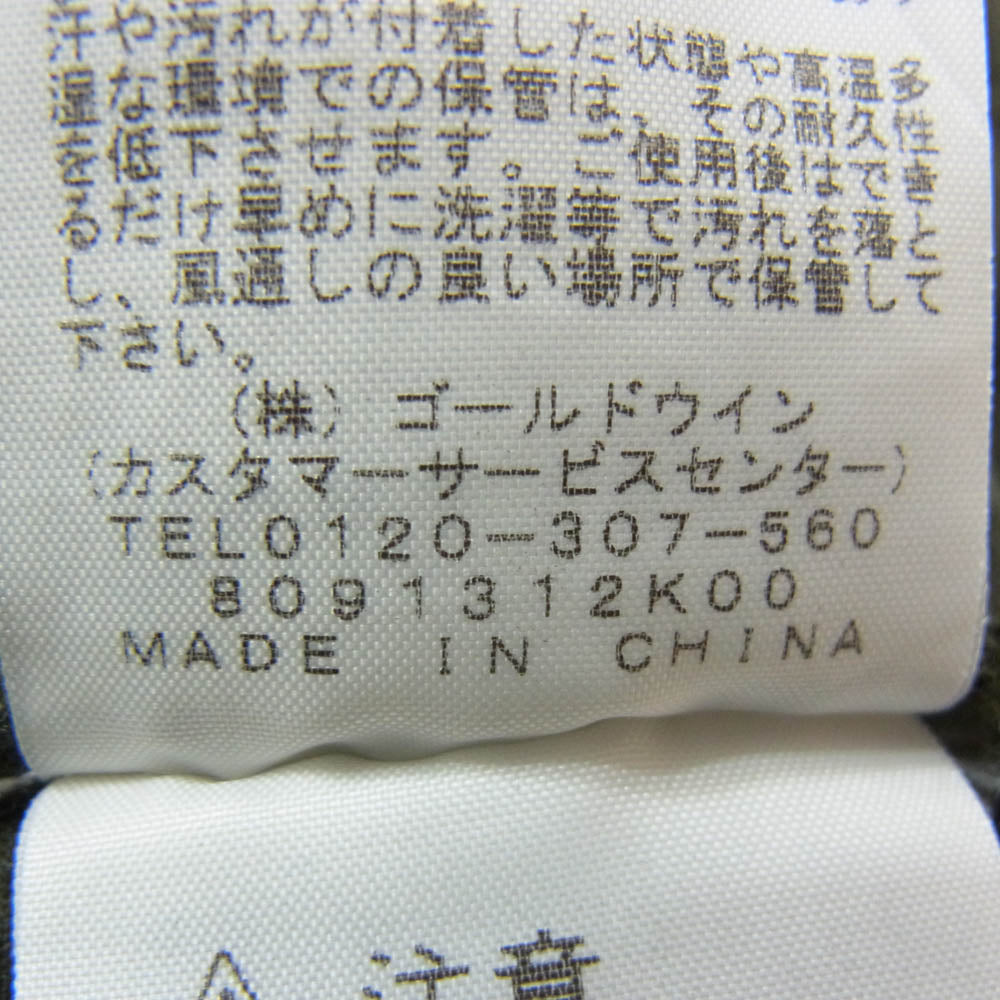 汗や汚れが付着した状態や高温多
湿な環境での保管は、その耐久性
を低下させます。ご使用後はできと
るだけ早めに洗濯等で汚れを落して
し、風通しの良い場所で保管して
下さい。
(株)ゴールドウイン
(カスタマーサービスセンター)
TEL0120-307-560
8091312K00
MADE IN CHINA
注意